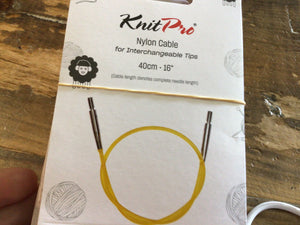 KnitPro®
Nylon Cable
for Interchangeable Tips
40cm - 16"
(Cable length denotes complete needle length)